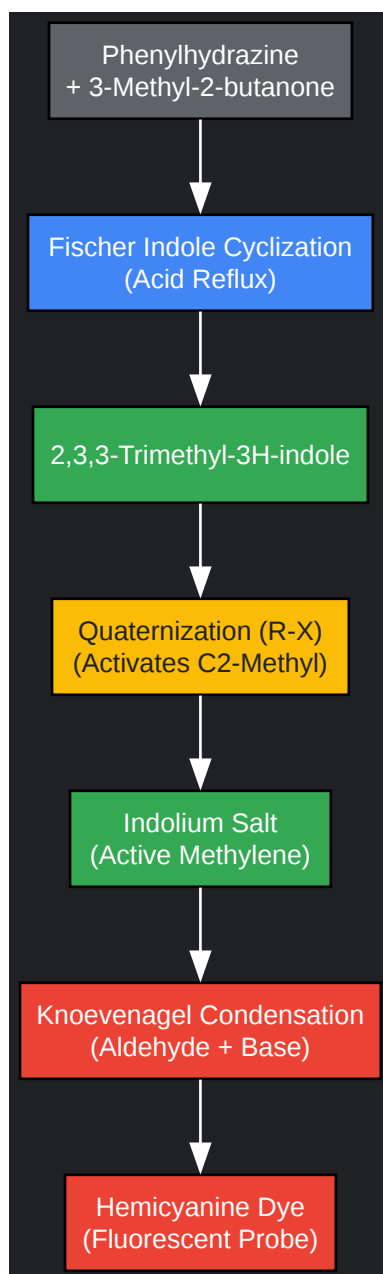 Phenylhydrazine
+ 3-Methyl-2-butanone
Fischer Indole Cyclization
(Acid Reflux)
2,3,3-Trimethyl-3H-indole
Quaternization (R-X)
(Activates C2-Methyl)
Indolium Salt
(Active Methylene)
Knoevenagel Condensation
(Aldehyde + Base)
Hemicyanine Dye
(Fluorescent Probe)